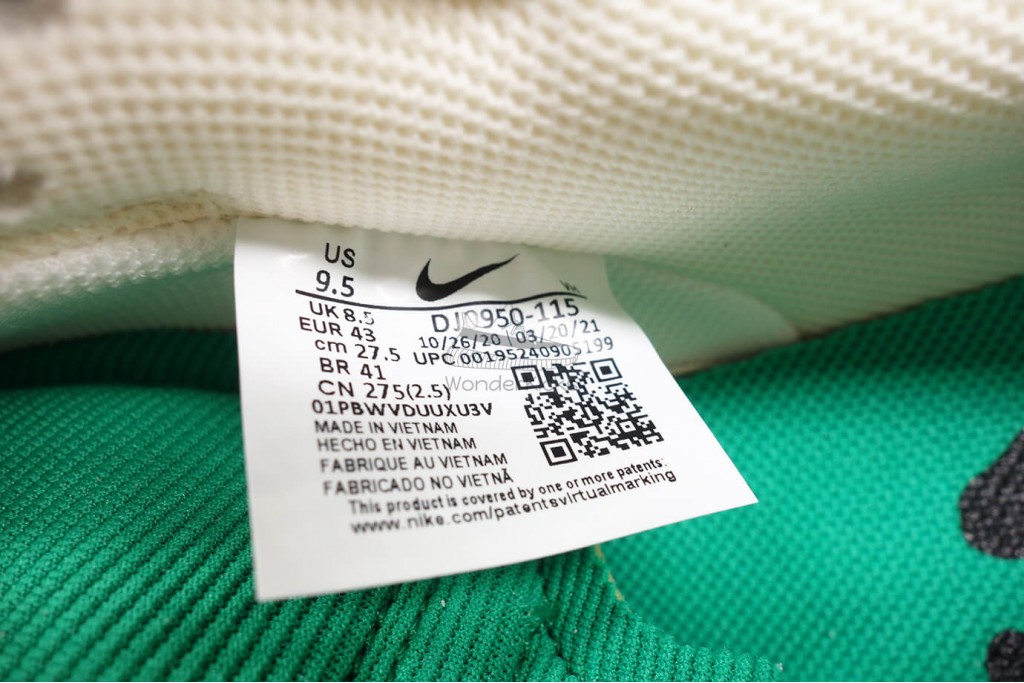 US
9.5
UK 8.5
EUR 43
cm 27.5
BR 41
CN 275(2.5)
01PBWVDUUXU3V
MADE IN VIETNAM
HECHO EN VIETNAM
FABRIQUE AU VIETNAM
FABRICADO NO VIETNÃ
This product is covered by one or more patents:
www.nike.com/patentsvirtualmarking
DJ0950-115
10/26/20 03/20/21
UPC 00195240905199